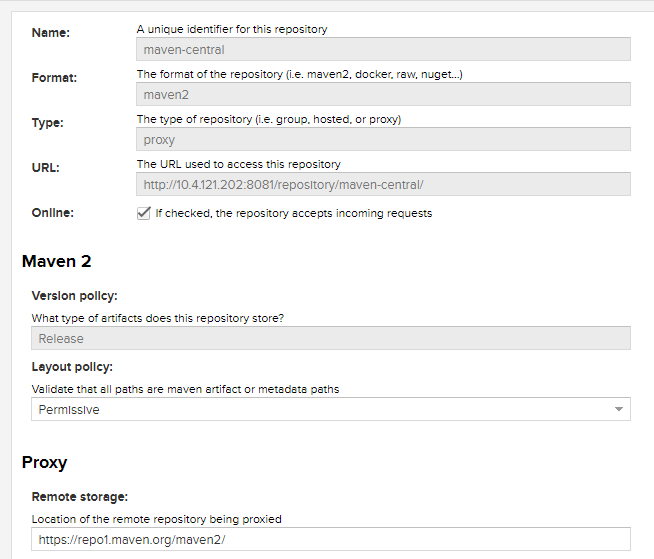 Name:
A unique identifier for this repository
maven-central
Format:
The format of the repository (i.e. maven2, docker, raw, nuget...)
maven2
Type:
The type of repository (i.e. group, hosted, or proxy)
proxy
URL:
The URL used to access this repository
http://10.4.121.202:8081/repository/maven-central/
Online:
If checked, the repository accepts incoming requests
Maven 2
Version policy:
What type of artifacts does this repository store?
Release
Layout policy:
Validate that all paths are maven artifact or metadata paths
Permissive
Proxy
Remote storage:
Location of the remote repository being proxied
https://repo1.maven.org/maven2/